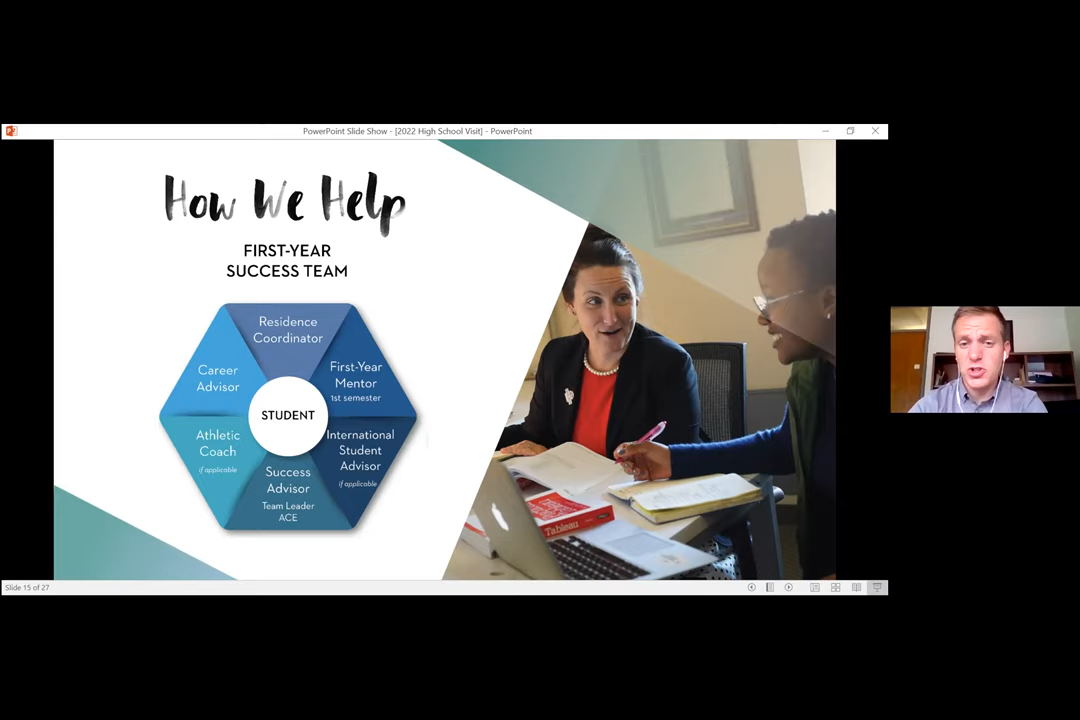 PowerPoint Slide Show - [2022 High School Visit] - PowerPoint
How We Help
FIRST-YEAR
SUCCESS TEAM
Residence
Coordinator
First-Year
Mentor
1st semester
International
Student
Advisor
if applicable
Success
Advisor
Team Leader
ACE
Athletic
Coach
if applicable
Career
Advisor
STUDENT
Tableau
Slide 15 of 27